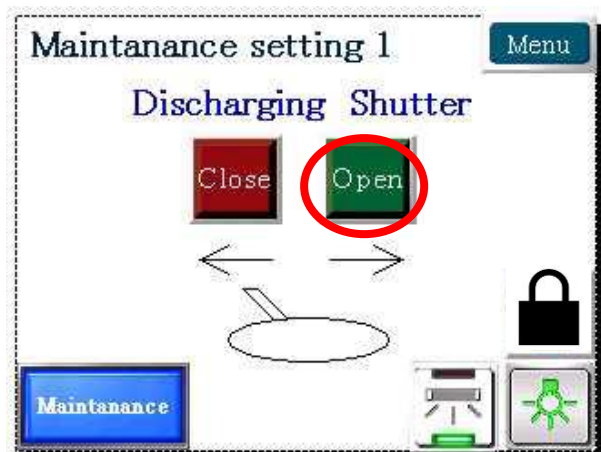 Maintanance setting 1
Menu
Discharging Shutter
Close
Open
Maintanance